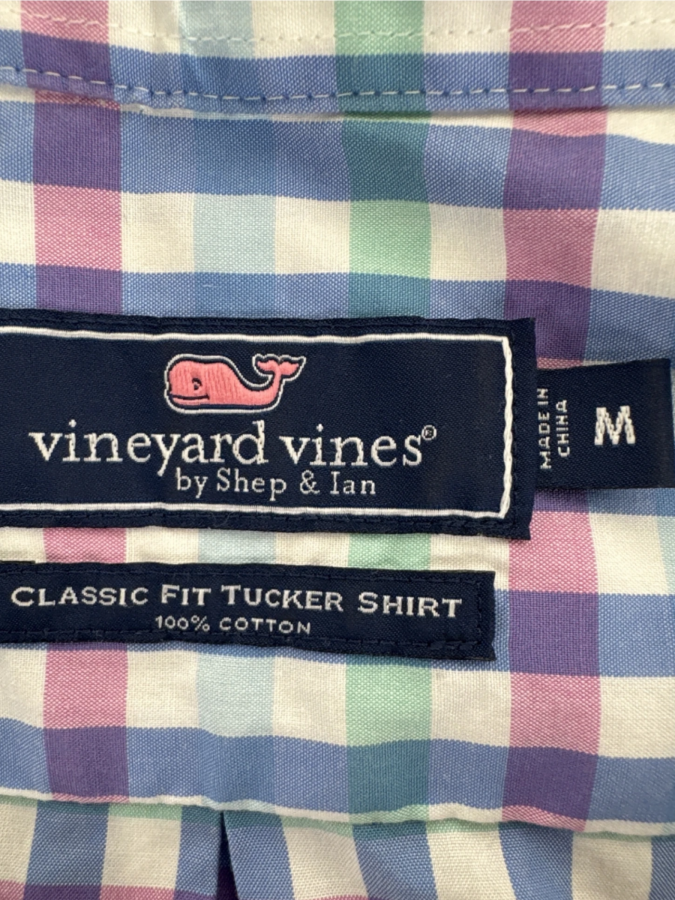 vineyard vines®
by Shep & Ian
MADE IN
CHINA
M
CLASSIC FIT TUCKER SHIRT
100% COTTON